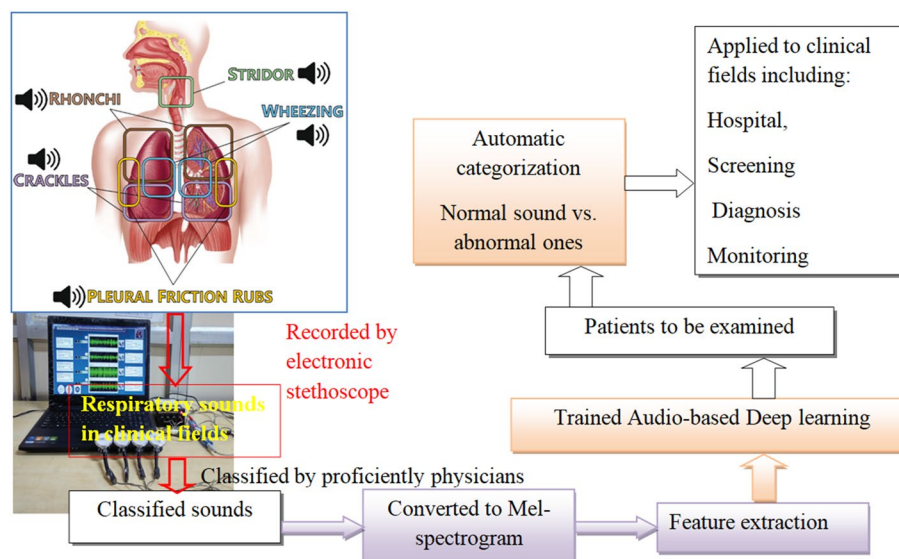 STRIDOR
RHONCHI
WHEEZING
CRACKLES
PLEURAL FRICTION RUBS
Recorded by
electronic
stethoscope
Respiratory sounds
in clinical fields
Classified by proficiently physicians
Classified sounds
Converted to Mel-
spectrogram
Feature extraction
Trained Audio-based Deep learning
Patients to be examined
Automatic
categorization
Normal sound vs.
abnormal ones
Applied to clinical
fields including:
Hospital,
Screening
Diagnosis
Monitoring